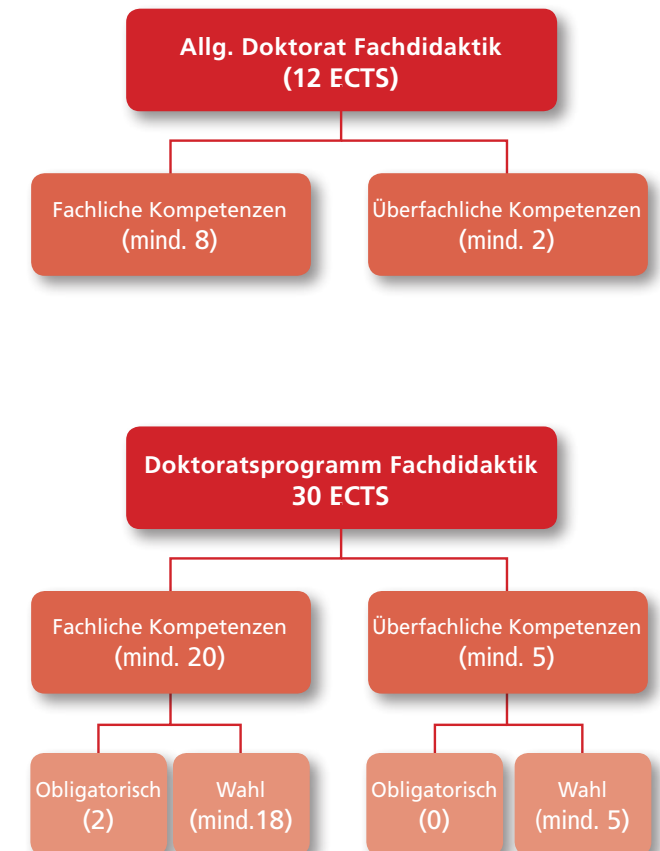 Allg. Doktorat Fachdidaktik
(12 ECTS)
Fachliche Kompetenzen
(mind. 8)
Überfachliche Kompetenzen
(mind. 2)
Doktoratsprogramm Fachdidaktik
30 ECTS
Fachliche Kompetenzen
(mind. 20)
Überfachliche Kompetenzen
(mind. 5)
Obligatorisch
(2)
Wahl
(mind.18)
Obligatorisch
(0)
Wahl
(mind. 5)